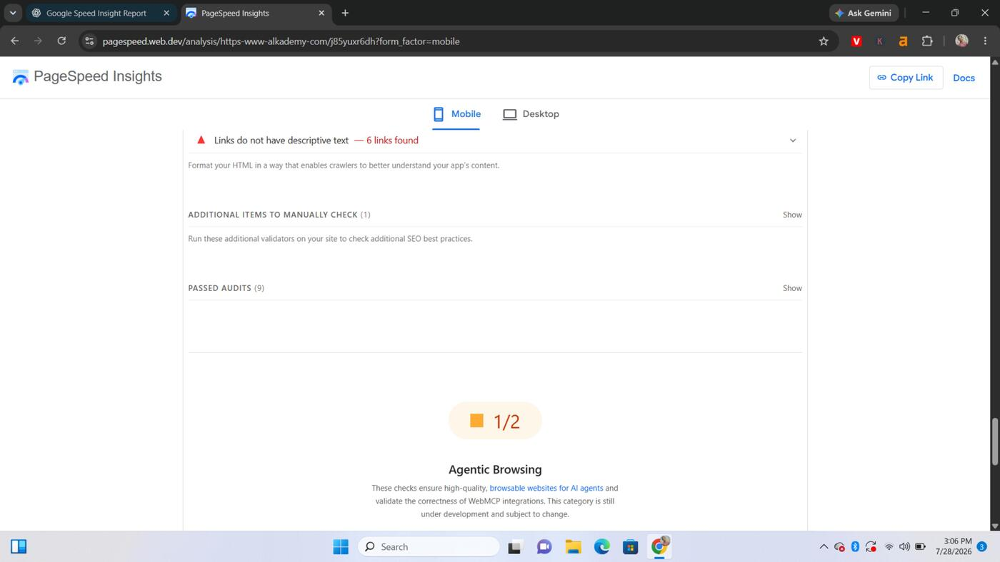 Google Speed Insight Report
PageSpeed Insights
Ask Gemini
pagespeed.web.dev/analysis/https-www-alkademy-com/j85yuxr6dh?form_factor=mobile
PageSpeed Insights
Copy Link
Docs
Mobile
Desktop
Links do not have descriptive text — 6 links found
Format your HTML in a way that enables crawlers to better understand your app's content.
ADDITIONAL ITEMS TO MANUALLY CHECK (1)
Show
Run these additional validators on your site to check additional SEO best practices.
PASSED AUDITS (9)
Show
1/2
Agentic Browsing
These checks ensure high-quality, browsable websites for AI agents and
validate the correctness of WebMCP integrations. This category is still
under development and subject to change.
Search
3:06 PM
7/28/2026
3